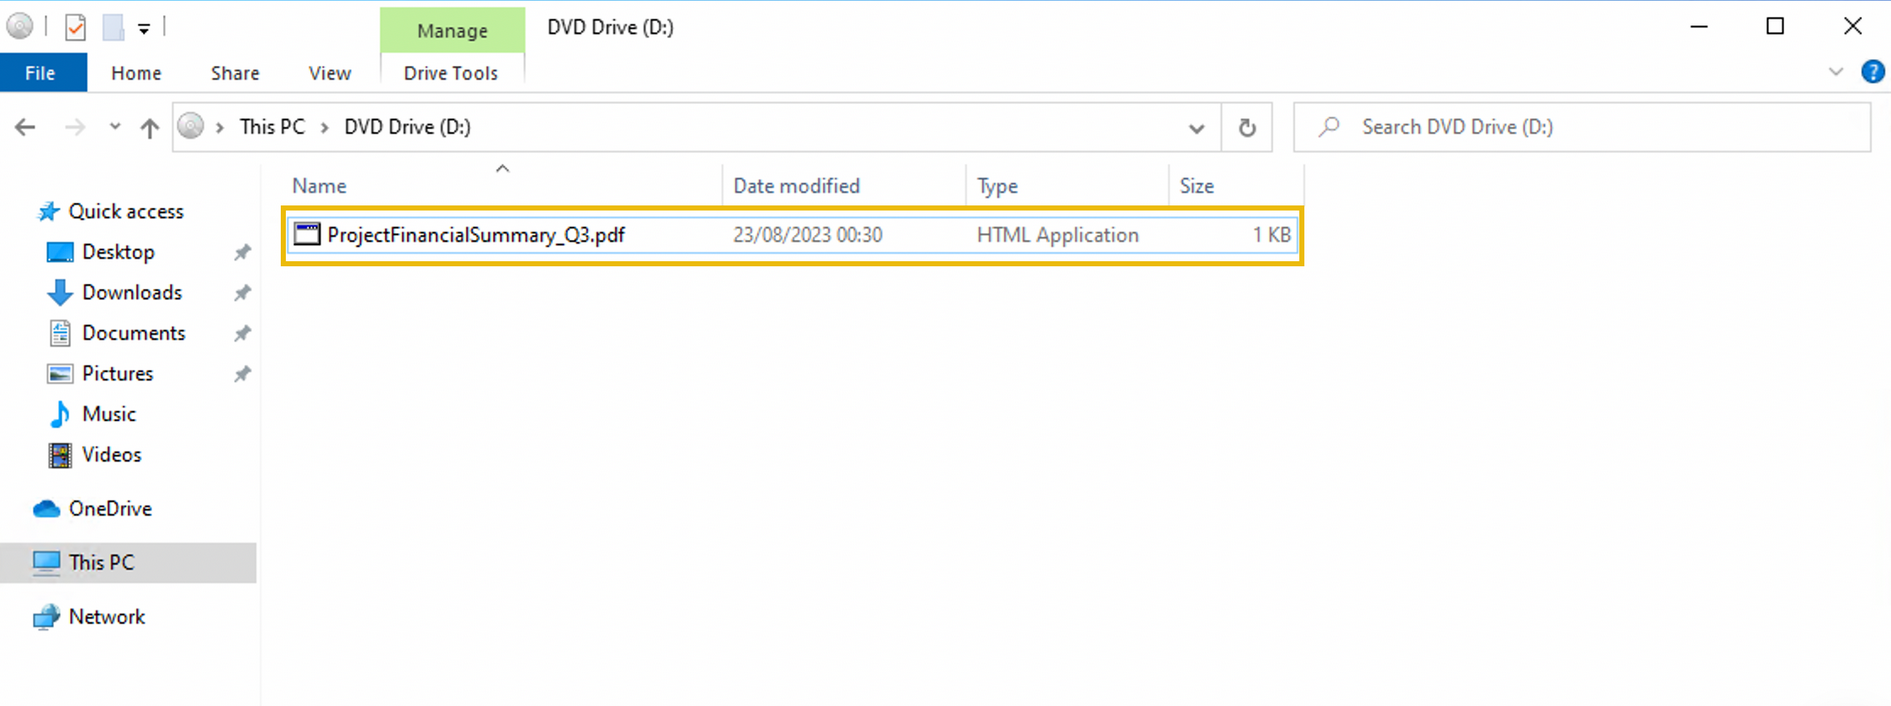 Manage
DVD Drive (D:)
File
Home
Share
View
Drive Tools
This PC
DVD Drive (D:)
Search DVD Drive (D:)
Name
Date modified
Type
Size
ProjectFinancialSummary_Q3.pdf
23/08/2023 00:30
HTML Application
1 KB
Quick access
Desktop
Downloads
Documents
Pictures
Music
Videos
OneDrive
This PC
Network